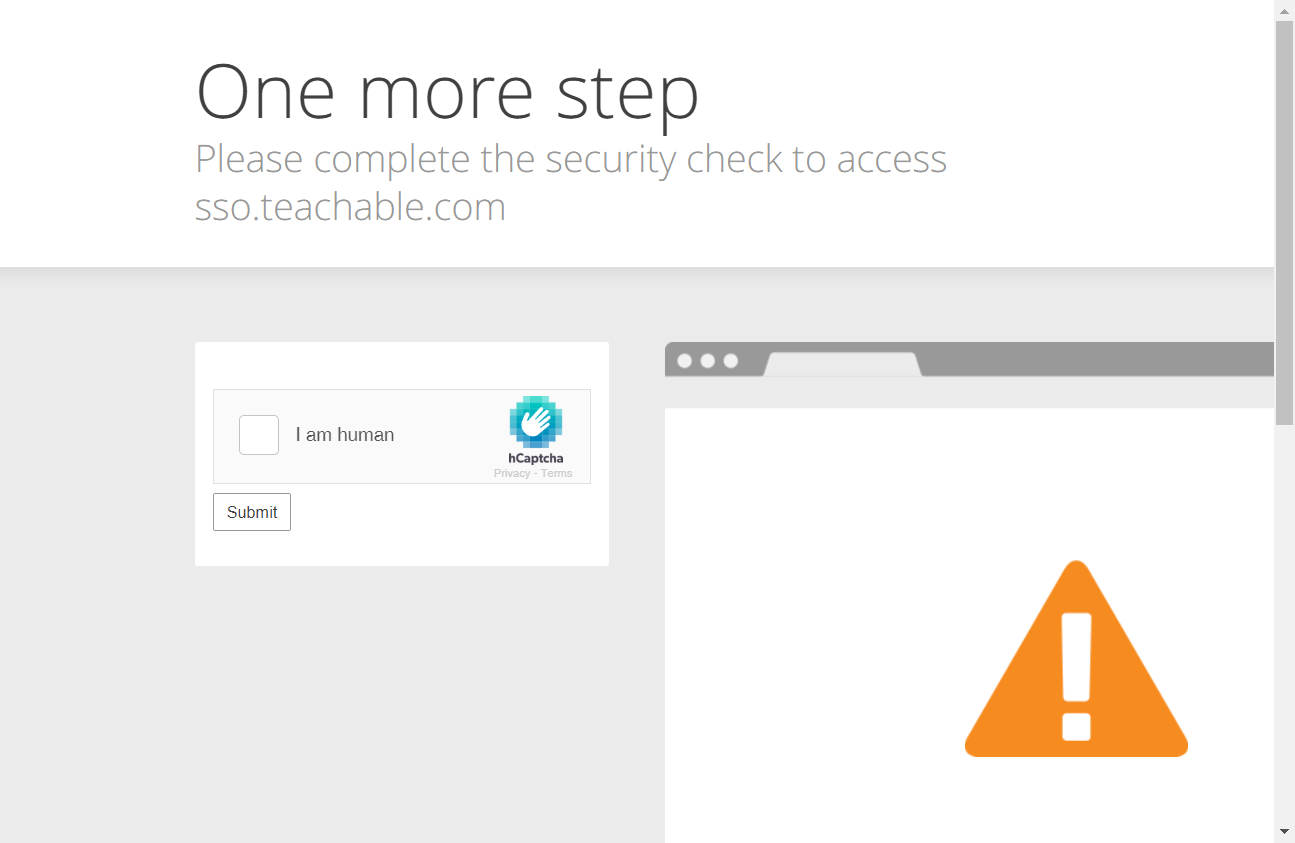 One more step
Please complete the security check to access
sso.teachable.com
I am human
hCaptcha
Privacy - Terms
Submit